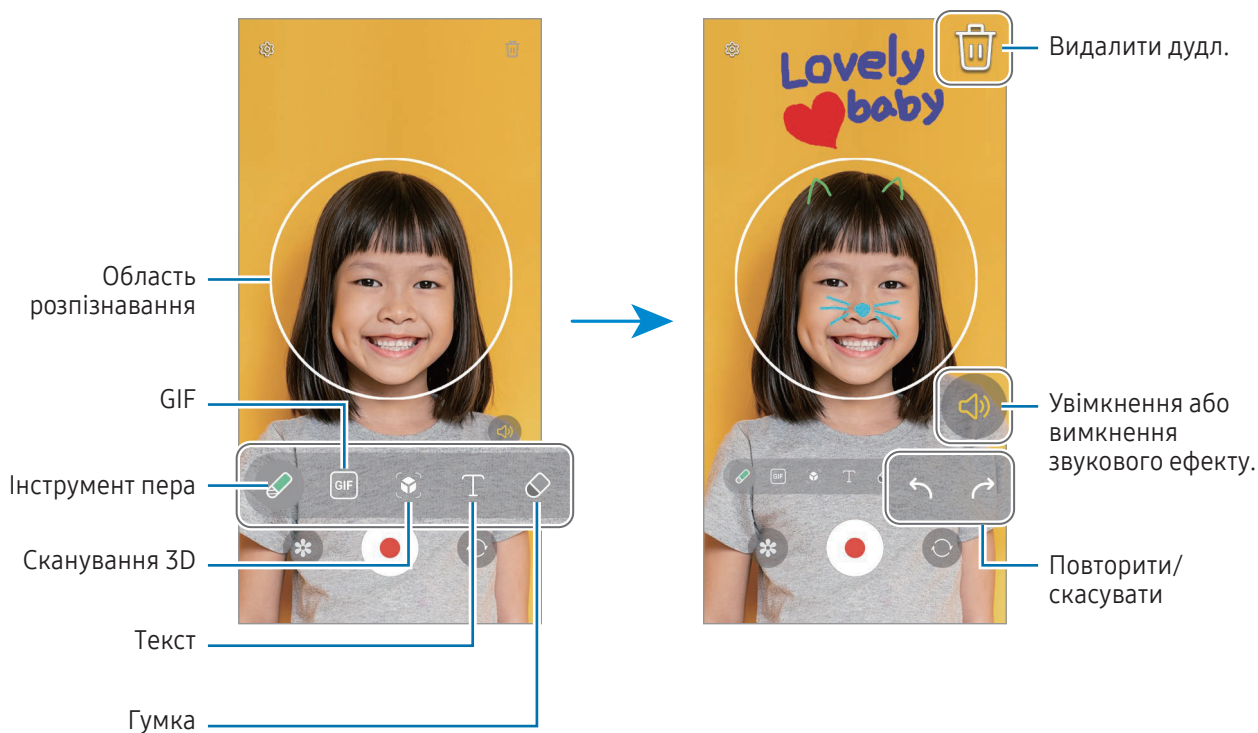 Область
розпізнавання
GIF
Інструмент пера
Сканування 3D
Текст
Гумка
GIF
T
Lovely
baby
GIF
T
Видалити дудл.
Увімкнення або
вимкнення
звукового ефекту.
Повторити/
скасувати